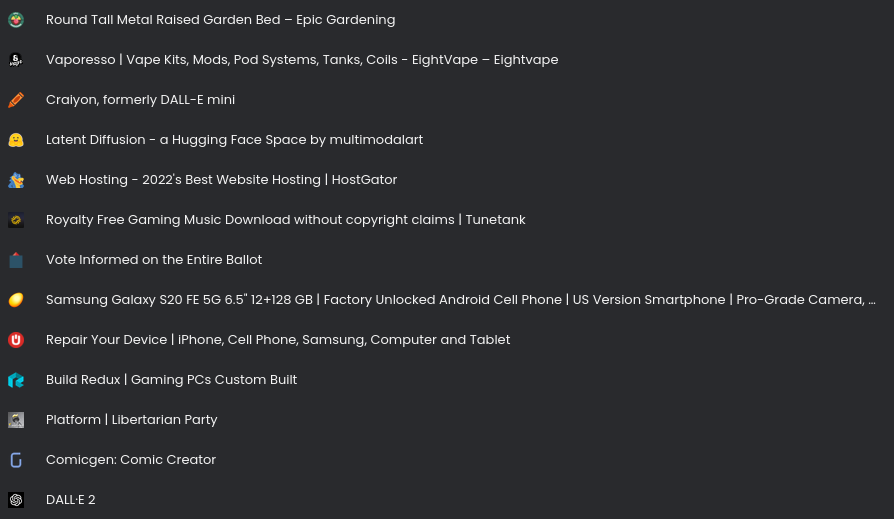 Round Tall Metal Raised Garden Bed – Epic Gardening
Vaporesso | Vape Kits, Mods, Pod Systems, Tanks, Coils - EightVape – Eightvape
Craiyon, formerly DALL-E mini
Latent Diffusion - a Hugging Face Space by multimodalart
Web Hosting - 2022's Best Website Hosting | HostGator
Royalty Free Gaming Music Download without copyright claims | Tunetank
Vote Informed on the Entire Ballot
Samsung Galaxy S20 FE 5G 6.5" 12+128 GB | Factory Unlocked Android Cell Phone | US Version Smartphone | Pro-Grade Camera, ...
Repair Your Device | iPhone, Cell Phone, Samsung, Computer and Tablet
Build Redux | Gaming PCs Custom Built
Platform | Libertarian Party
Comicgen: Comic Creator
DALL·E 2